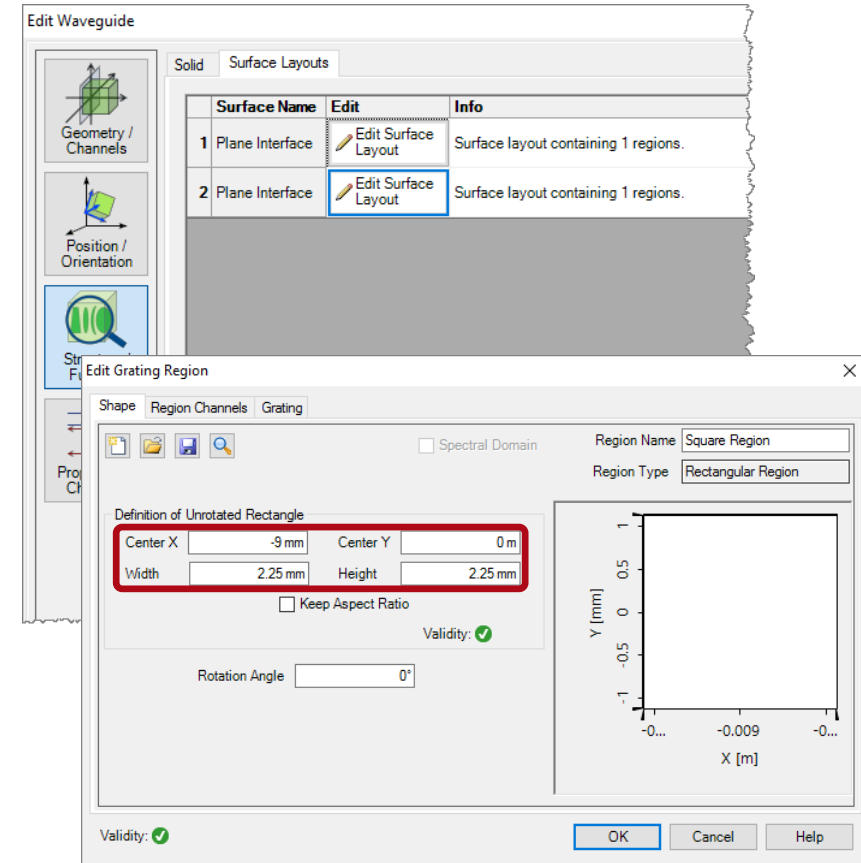 Edit Waveguide
Solid Surface Layouts
Surface Name Edit Info
Geometry /
Channels
1 Plane Interface Edit Surface
Layout Surface layout containing 1 regions.
2 Plane Interface Edit Surface
Layout Surface layout containing 1 regions.
Position /
Orientation
Edit Grating Region
Shape Region Channels Grating
Spectral Domain
Region Name Square Region
Region Type Rectangular Region
Definition of Unrotated Rectangle
Center X -9 mm Center Y 0 m
Width 2.25 mm Height 2.25 mm
Keep Aspect Ratio
Validity:
Rotation Angle 0°
Y [mm]
1
0.5
0
-0.5
-1
-0... -0.009 -0...
X [m]
Validity:
OK Cancel Help